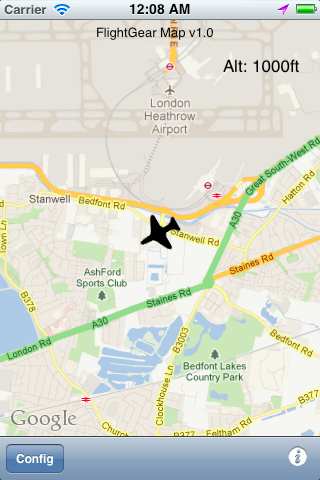 Carrier 12:08 AM
FlightGear Map v1.0
Alt: 1000ft
London
Heathrow
Airport
Great South-West Rd
Hatton Rd
Stanwell
Bedfont Rd
Stanwell Rd
A30
Town Ln
AshFord
Sports Club
Staines Rd
B378
Staines Rd
A30
London Rd
B3003
Bedfont Rd
Bedfont Lakes
Country Park
Clockhouse Ln
Google
Feltham Rd
Config
i